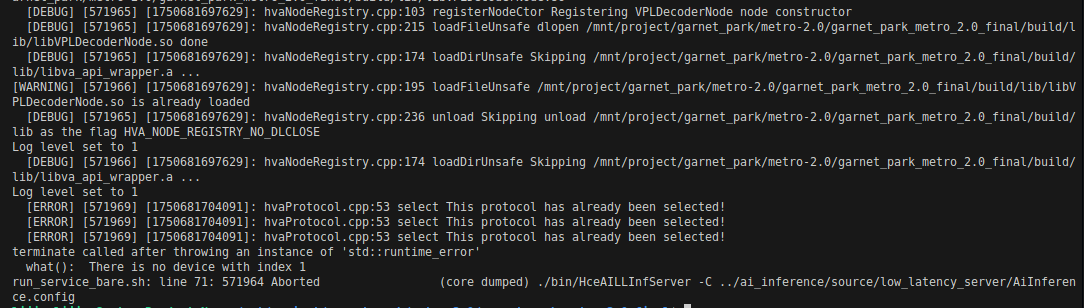 [DEBUG] [571965] [1750681697629]: hvaNodeRegistry.cpp:103 registerNodeCtor Registering VPLDecoderNode node constructor
[DEBUG] [571965] [1750681697629]: hvaNodeRegistry.cpp:215 loadFileUnsafe dlopen /mnt/project/garnet_park/metro-2.0/garnet_park_metro_2.0_final/build/l
ib/libVPLDecoderNode.so done
[DEBUG] [571965] [1750681697629]: hvaNodeRegistry.cpp:174 loadDirUnsafe Skipping /mnt/project/garnet_park/metro-2.0/garnet_park_metro_2.0_final/build/
lib/libva_api_wrapper.a ...
[WARNING] [571966] [1750681697629]: hvaNodeRegistry.cpp:195 loadFileUnsafe /mnt/project/garnet_park/metro-2.0/garnet_park_metro_2.0_final/build/lib/libV
PLDecoderNode.so is already loaded
[DEBUG] [571965] [1750681697629]: hvaNodeRegistry.cpp:236 unload Skipping unload /mnt/project/garnet_park/metro-2.0/garnet_park_metro_2.0_final/build/
lib as the flag HVA_NODE_REGISTRY_NO_DLCLOSE
Log level set to 1
[DEBUG] [571966] [1750681697629]: hvaNodeRegistry.cpp:174 loadDirUnsafe Skipping /mnt/project/garnet_park/metro-2.0/garnet_park_metro_2.0_final/build/
lib/libva_api_wrapper.a ...
Log level set to 1
[ERROR] [571969] [1750681704091]: hvaProtocol.cpp:53 select This protocol has already been selected!
[ERROR] [571969] [1750681704091]: hvaProtocol.cpp:53 select This protocol has already been selected!
[ERROR] [571969] [1750681704091]: hvaProtocol.cpp:53 select This protocol has already been selected!
terminate called after throwing an instance of 'std::runtime_error'
what():  There is no device with index 1
run_service_bare.sh: line 71: 571964 Aborted                 (core dumped) ./bin/HceAILLInfServer -C ../ai_inference/source/low_latency_server/AiInferen
ce.config